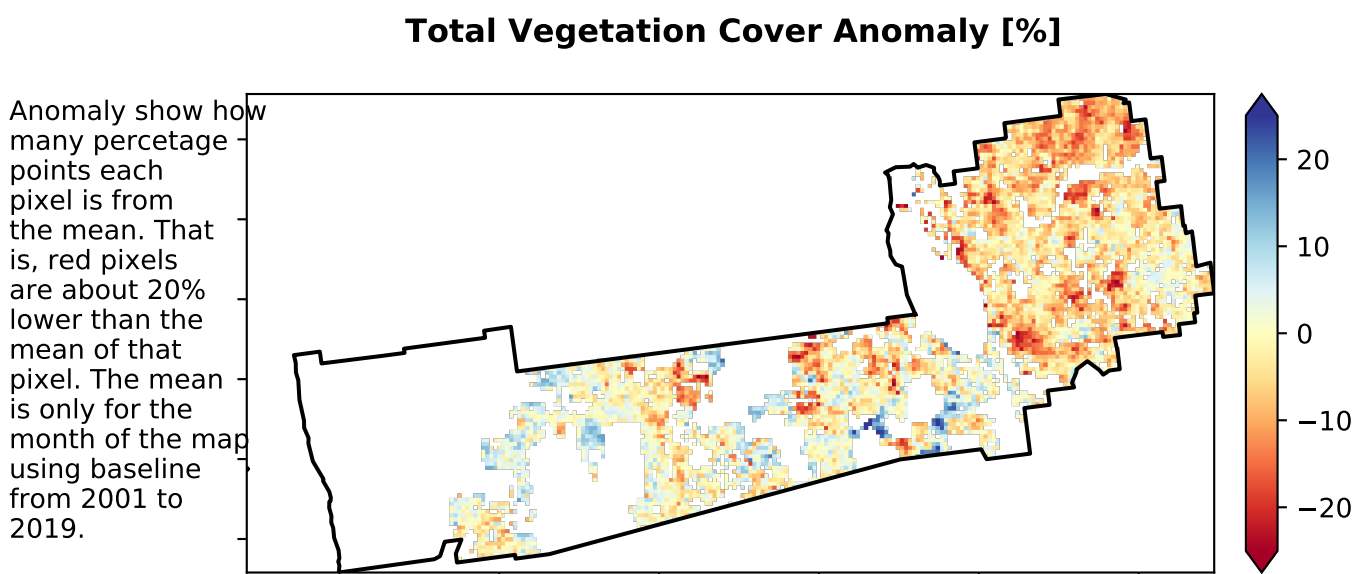 Total Vegetation Cover Anomaly [%]
Anomaly show how
many percetage
points each
pixel is from
the mean. That
is, red pixels
are about 20%
lower than the
mean of that
pixel. The mean
is only for the
month of the map
using baseline
from 2001 to
2019.
20
10
0
−10
−20